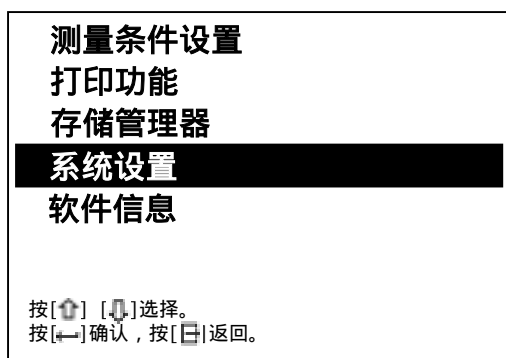 测量条件设置
打印功能
存储管理器
系统设置
软件信息
按[⇧] [⇩]选择。
按[↵]确认，按[日]返回。